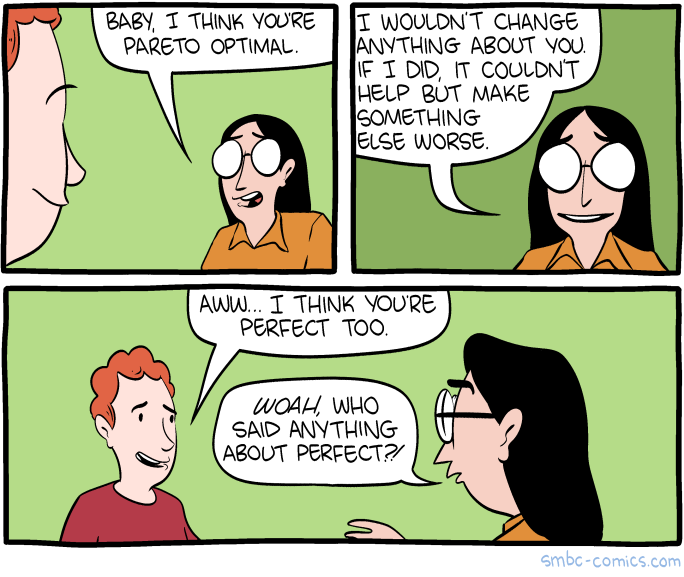 BABY, I THINK YOU'RE
PARETO OPTIMAL.
I WOULDN'T CHANGE
ANYTHING ABOUT YOU.
IF I DID, IT COULDN'T
HELP BUT MAKE
SOMETHING
ELSE WORSE.
AWW... I THINK YOU'RE
PERFECT TOO.
WOAH, WHO
SAID ANYTHING
ABOUT PERFECT?!
smbc-comics.com